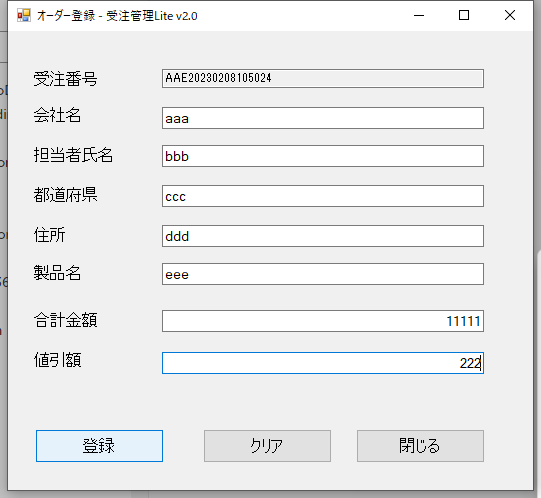 オーダー登録 - 受注管理Lite v2.0
受注番号 AAE20230208105024
会社名 aaa
担当者氏名 bbb
都道府県 ccc
住所 ddd
製品名 eee
合計金額 11111
値引額 222
登録 クリア 閉じる